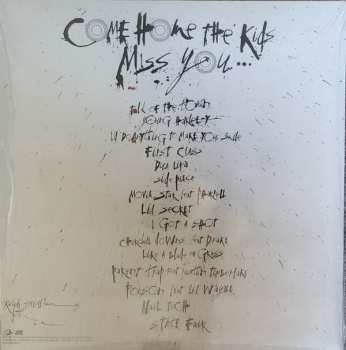 COME HOME THE KIDS
MISS YOU...
TALK OF THE TOWN
YOUNG HARLEEZY
I'LL DO ANYTHING TO MAKE YOU SMILE
FIRST CLASS
DUA LIPA
SIDE PIECE
MOVIE STAR feat PHARRELL
LIL SECRET
I GOT A SHOT
CHURCHILL DOWNS feat DRAKE
LIKE A BLADE OF GRASS
PARENT TRAP feat JUSTIN TIMBERLAKE
POISON feat LIL WAYNE
NAIL TECH
STATE FAIR